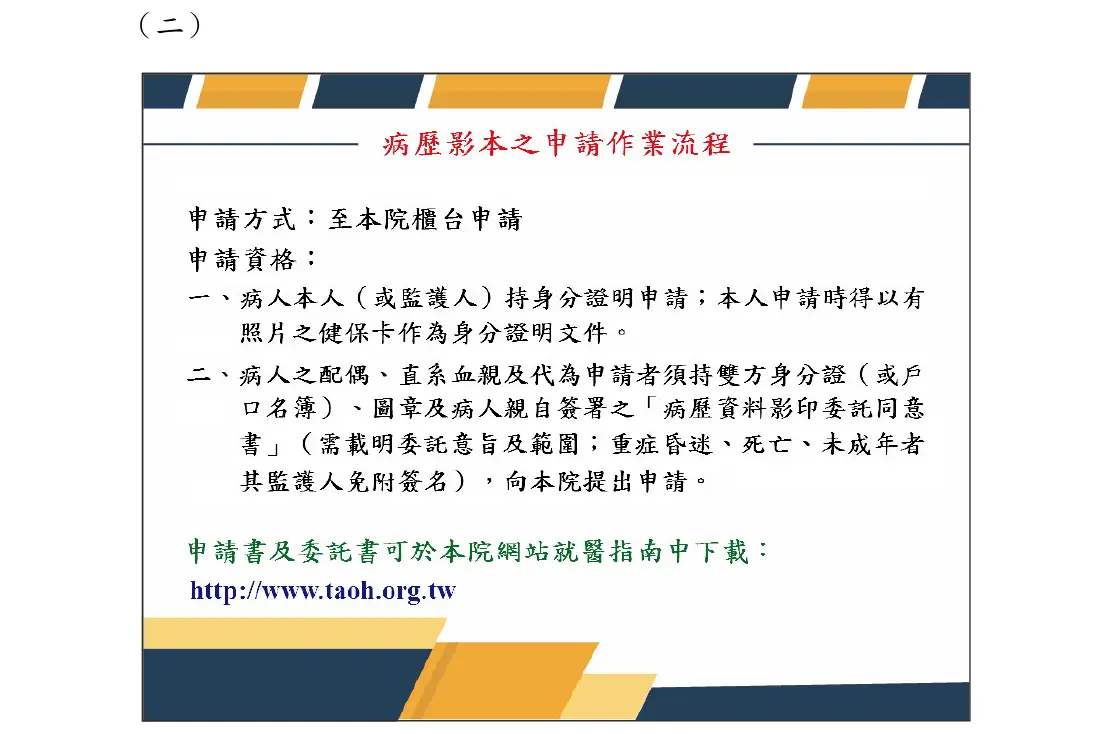 （二）
病歷影本之申請作業流程
申請方式：至本院櫃台申請
申請資格：
一、病人本人（或監護人）持身分證明申請；本人申請時得以有
照片之健保卡作為身分證明文件。
二、病人之配偶、直系血親及代為申請者須持雙方身分證（或戶
口名簿）、圖章及病人親自簽署之「病歷資料影印委託同意
書」（需載明委託意旨及範圍；重症昏迷、死亡、未成年者
其監護人免附簽名），向本院提出申請。
申請書及委託書可於本院網站就醫指南中下載：
http://www.taoh.org.tw